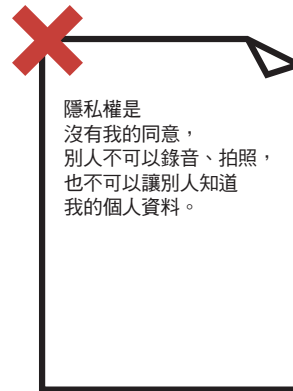 隱私權是
沒有我的同意，
別人不可以錄音、拍照，
也不可以讓別人知道
我的個人資料。